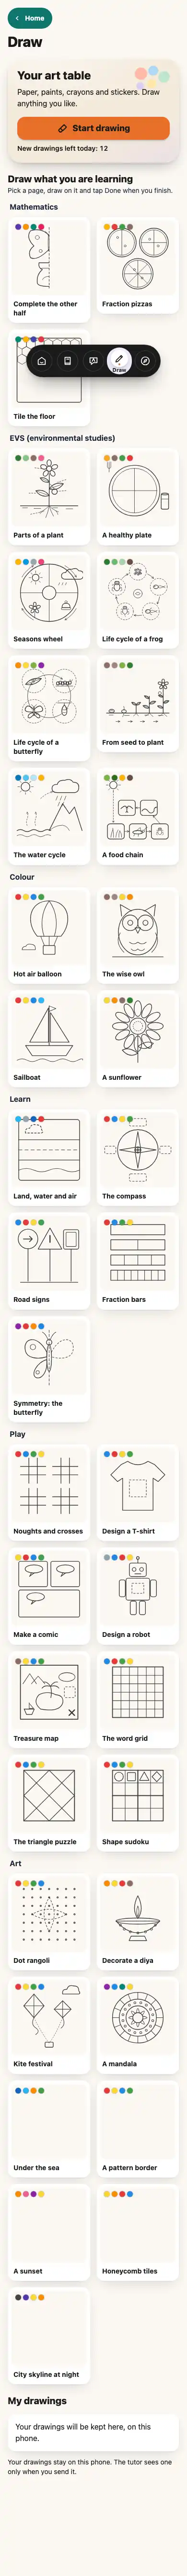 Home
Draw
Your art table
Paper, paints, crayons and stickers. Draw
anything you like.
Start drawing
New drawings left today: 12
Draw what you are learning
Pick a page, draw on it and tap Done when you finish.
Mathematics
Complete the other
half
Fraction pizzas
Tile the floor
Draw
EVS (environmental studies)
Parts of a plant
A healthy plate
Seasons wheel
Life cycle of a frog
Life cycle of a
butterfly
From seed to plant
The water cycle
A food chain
Colour
Hot air balloon
The wise owl
Sailboat
A sunflower
Learn
Land, water and air
The compass
Road signs
Fraction bars
Symmetry: the
butterfly
Play
Noughts and crosses
Design a T-shirt
Make a comic
Design a robot
Treasure map
The word grid
The triangle puzzle
Shape sudoku
Art
Dot rangoli
Decorate a diya
Kite festival
A mandala
Under the sea
A pattern border
A sunset
Honeycomb tiles
City skyline at night
My drawings
Your drawings will be kept here, on this
phone.
Your drawings stay on this phone. The tutor sees one
only when you send it.